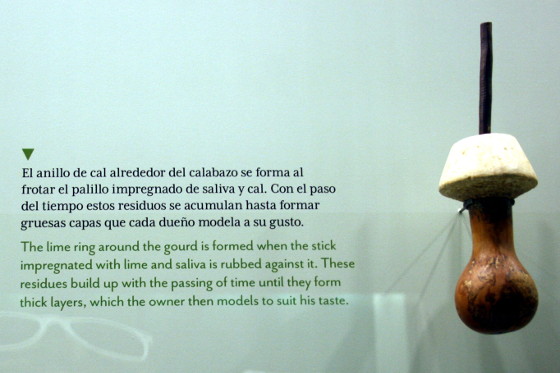 El anillo de cal alrededor del calabazo se forma al
frotar el palillo impregnado de saliva y cal. Con el paso
del tiempo estos residuos se acumulan hasta formar
gruesas capas que cada dueño modela a su gusto.
The lime ring around the gourd is formed when the stick
impregnated with lime and saliva is rubbed against it. These
residues build up with the passing of time until they form
thick layers, which the owner then models to suit his taste.